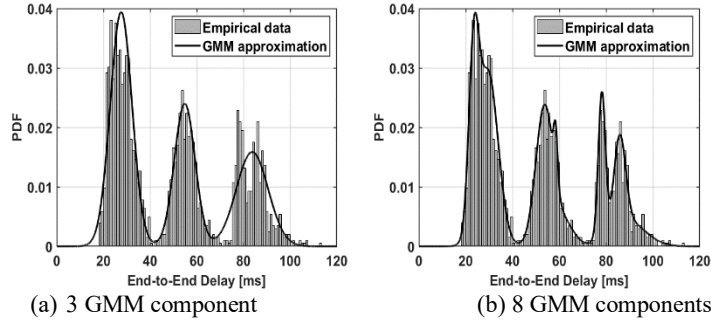 0.04
0.03
0.02
0.01
0
PDF
Empirical data
GMM approximation
0 20 40 60 80 100 120
End-to-End Delay [ms]
(a) 3 GMM component
0.04
0.03
0.02
0.01
0
PDF
Empirical data
GMM approximation
0 20 40 60 80 100 120
End-to-End Delay [ms]
(b) 8 GMM components